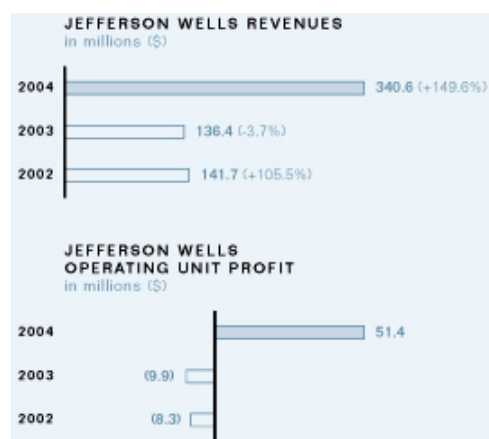 JEFFERSON WELLS REVENUES
in millions ($)
2004 340.6 (+149.6%)
2003 136.4 (-3.7%)
2002 141.7 (+105.5%)
JEFFERSON WELLS
OPERATING UNIT PROFIT
in millions ($)
2004 51.4
2003 (9.9)
2002 (8.3)